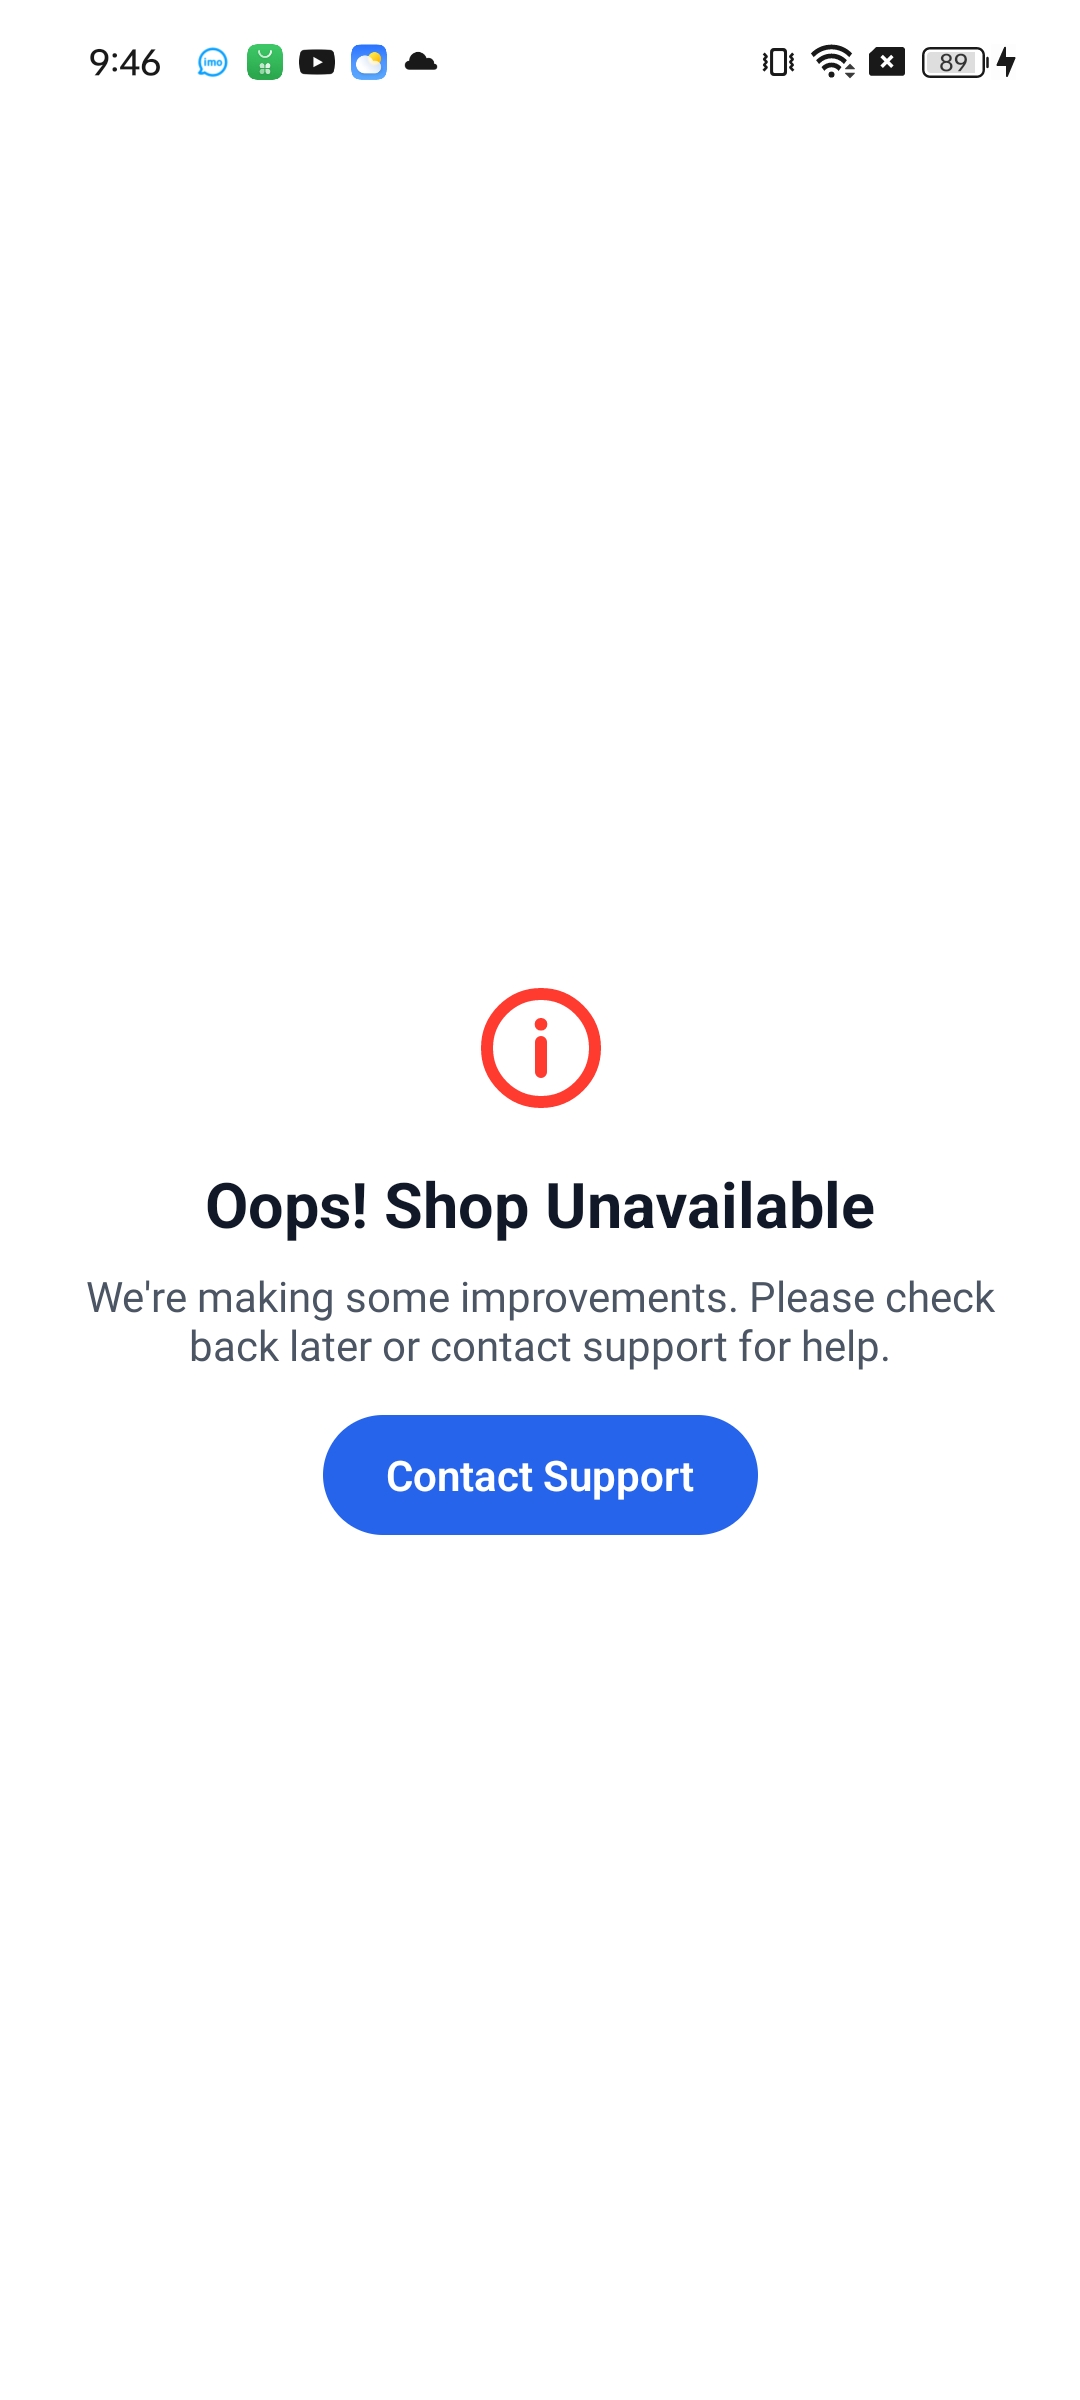 9:46
imo
89
Oops! Shop Unavailable
We're making some improvements. Please check
back later or contact support for help.
Contact Support